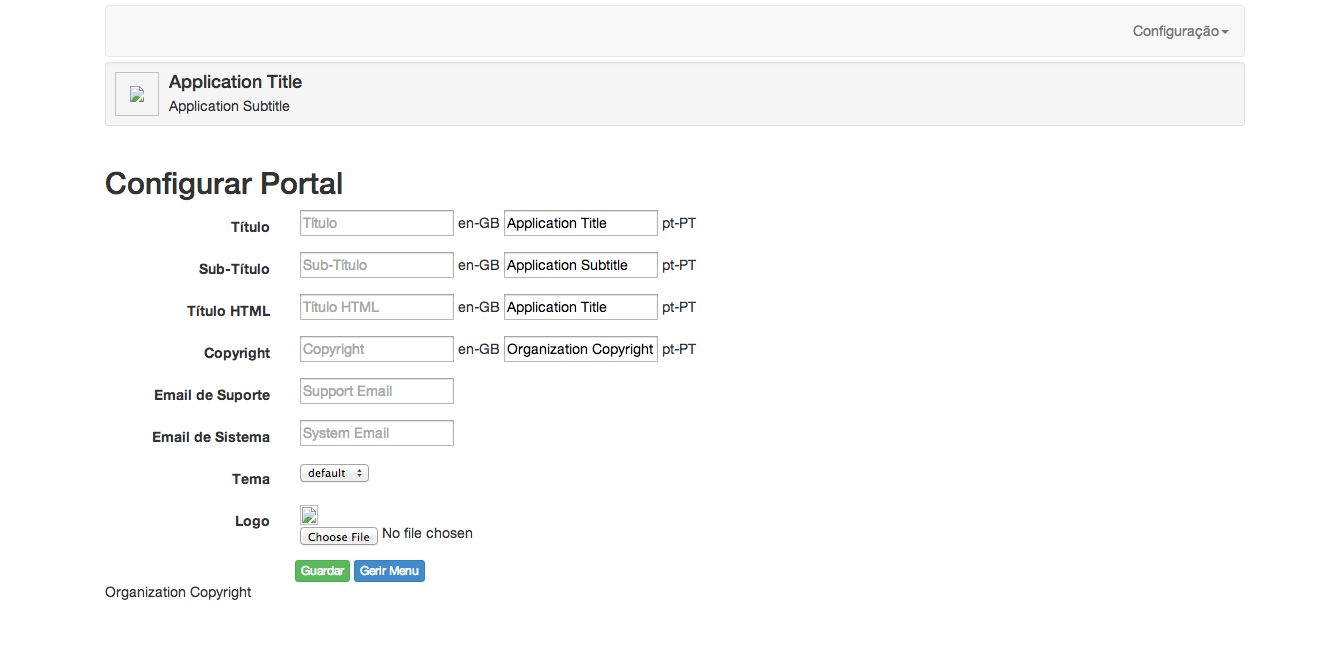 Configuração
Application Title
Application Subtitle
Configurar Portal
Título Título en-GB Application Title pt-PT
Sub-Título Sub-Título en-GB Application Subtitle pt-PT
Título HTML Título HTML en-GB Application Title pt-PT
Copyright Copyright en-GB Organization Copyright pt-PT
Email de Suporte Support Email
Email de Sistema System Email
Tema default
Logo
Choose File No file chosen
Guardar Gerir Menu
Organization Copyright